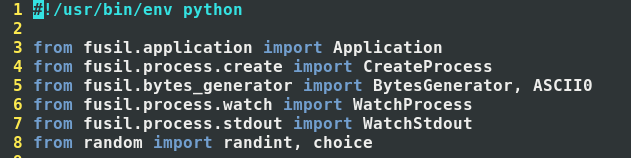 1 #!/usr/bin/env python
2
3 from fusil.application import Application
4 from fusil.process.create import CreateProcess
5 from fusil.bytes_generator import BytesGenerator, ASCII0
6 from fusil.process.watch import WatchProcess
7 from fusil.process.stdout import WatchStdout
8 from random import randint, choice